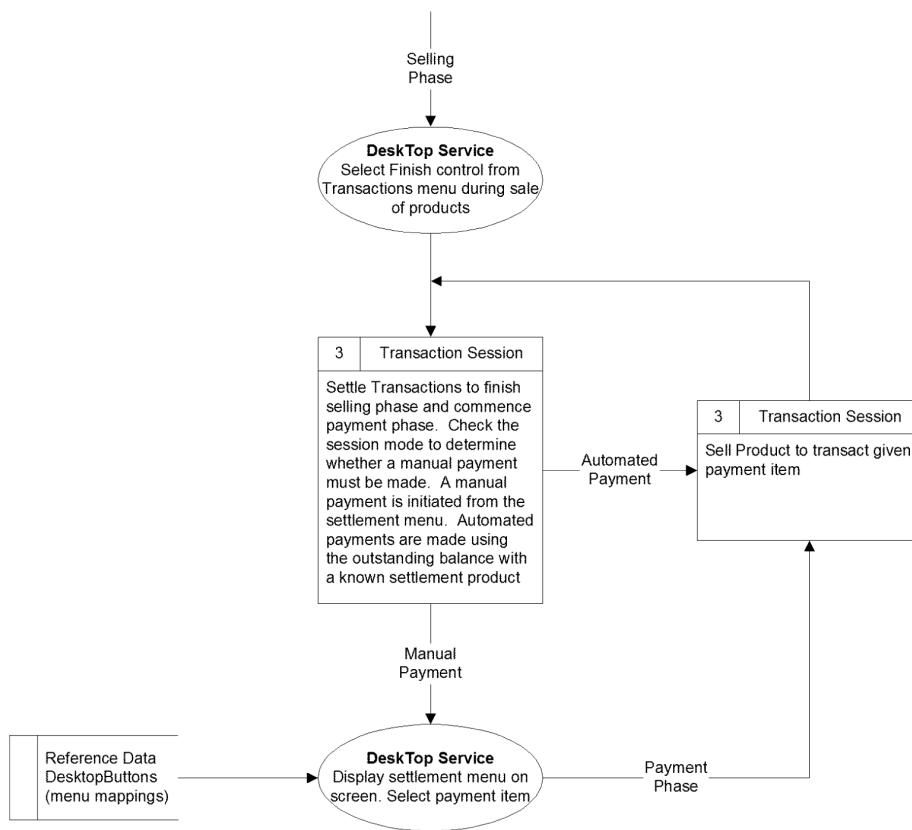 Selling
Phase
DeskTop Service
Select Finish control from
Transactions menu during sale
of products
3 Transaction Session
Settle Transactions to finish
selling phase and commence
payment phase. Check the
session mode to determine
whether a manual payment
must be made. A manual
payment is initiated from the
settlement menu. Automated
payments are made using
the outstanding balance with
a known settlement product
Automated
Payment
3 Transaction Session
Sell Product to transact given
payment item
Manual
Payment
Reference Data
DesktopButtons
(menu mappings)
DeskTop Service
Display settlement menu on
screen. Select payment item
Payment
Phase